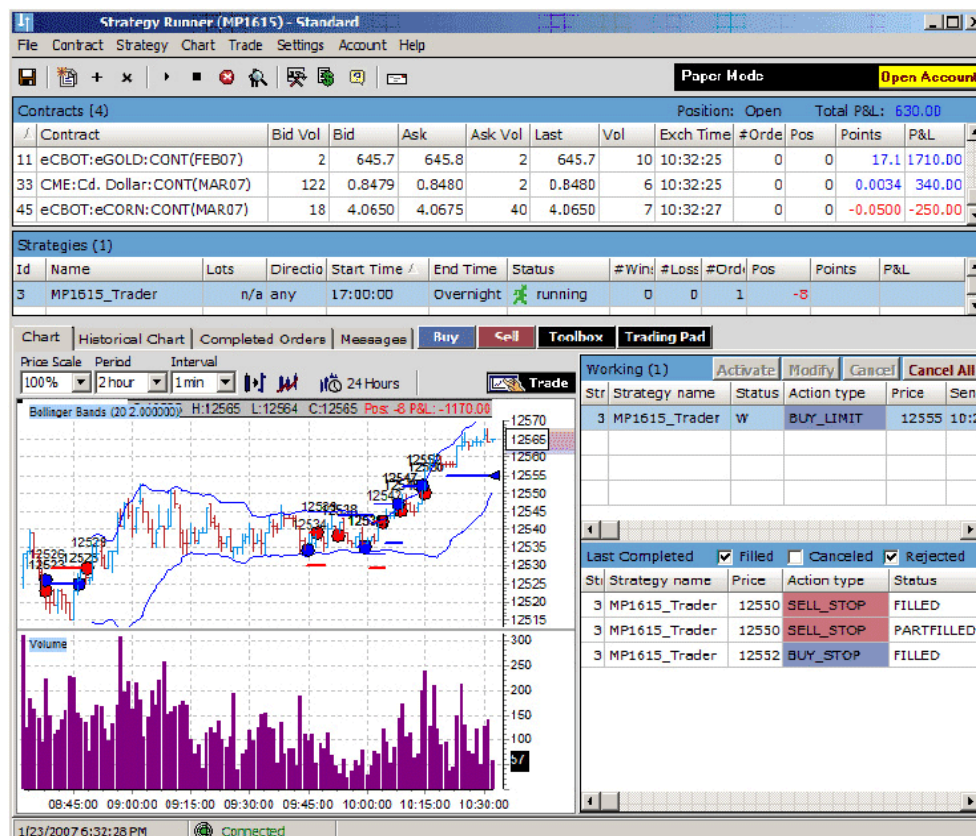 Strategy Runner (MP1615) - Standard
File Contract Strategy Chart Trade Settings Account Help
Paper Mode Open Account
Contracts (4) Position: Open Total P&L: 630.00
/ Contract Bid Vol Bid Ask Ask Vol Last Vol Exch Time #Orde Pos Points P&L
11 eCBOT:eGOLD:CONT(FEB07) 2 645.7 645.8 2 645.7 10 10:32:25 0 0 17.1 1710.00
33 CME:Cd. Dollar:CONT(MAR07) 122 0.8479 0.8480 2 0.8480 6 10:32:25 0 0 0.0034 340.00
45 eCBOT:eCORN:CONT(MAR07) 18 4.0650 4.0675 40 4.0650 7 10:32:27 0 0 -0.0500 -250.00
Strategies (1)
Id Name Lots Directio Start Time / End Time Status #Win: #Loss #Ord Pos Points P&L
3 MP1615_Trader n/a any 17:00:00 Overnight running 0 0 1 -8
Chart Historical Chart Completed Orders Messages Buy Sell Toolbox Trading Pad
Price Scale Period Interval
100% 2 hour 1 min 24 Hours Trade
Bollinger Bands (20 2.000000) H:12565 L:12564 C:12565 Pos: -8 P&L: -1170.00
12570
12565
12560
12555
12550
12545
12540
12535
12530
12525
12520
12515
Volume
300
250
200
150
100
57
08:45:00 09:00:00 09:15:00 09:30:00 09:45:00 10:00:00 10:15:00 10:30:00
Working (1) Activate Modify Cancel Cancel All
Str Strategy name Status Action type Price Sen
3 MP1615_Trader W BUY_LIMIT 12555 10:2
Last Completed Filled Canceled Rejected
Str Strategy name Price Action type Status
3 MP1615_Trader 12550 SELL_STOP FILLED
3 MP1615_Trader 12550 SELL_STOP PARTFILLED
3 MP1615_Trader 12552 BUY_STOP FILLED
1/23/2007 6:32:28 PM Connected